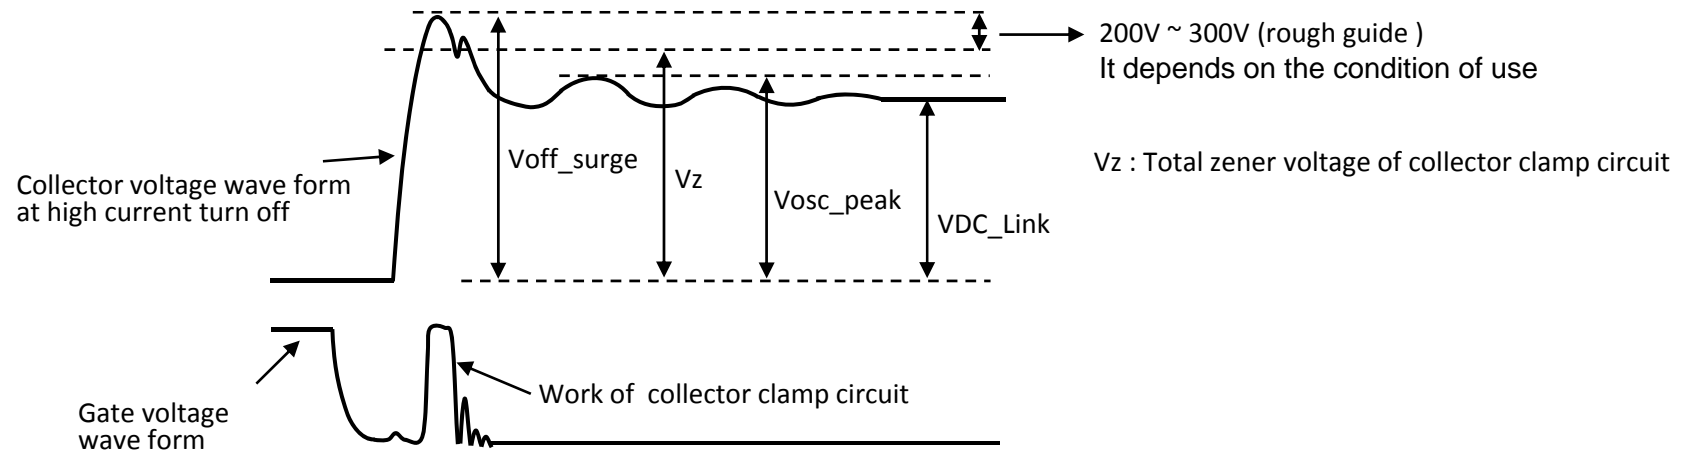 200V ~ 300V (rough guide )
It depends on the condition of use
Voff_surge
Vz
Vosc_peak
VDC_Link
Vz : Total zener voltage of collector clamp circuit
Collector voltage wave form
at high current turn off
Work of collector clamp circuit
Gate voltage
wave form